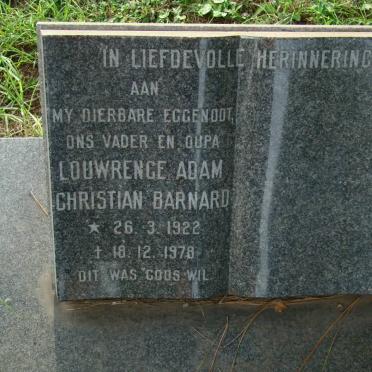 IN LIEFDEVOLLE HERINNERING
AAN
MY DIERBARE EGGENOOT,
ONS VADER EN OUPA
LOUWRENCE ADAM
CHRISTIAN BARNARD
* 26. 3. 1922
† 18. 12. 1978
DIT WAS GODS WIL